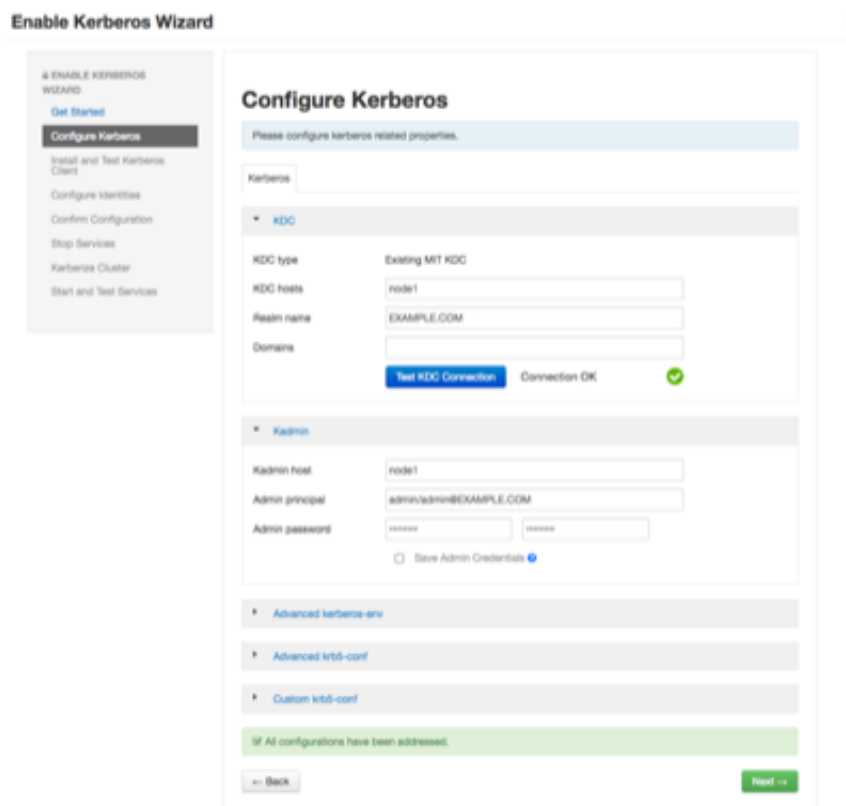 Enable Kerberos Wizard
ENABLE KERBEROS
WIZARD
Get Started
Configure Kerberos
Install and Test Kerberos
Client
Configure Identities
Confirm Configuration
Stop Services
Kerberize Cluster
Start and Test Services
Configure Kerberos
Please configure kerberos related properties.
Kerberos
KDC
KDC type Existing MIT KDC
KDC hosts node1
Realm name EXAMPLE.COM
Domains
Test KDC Connection Connection OK
Kadmin
Kadmin host node1
Admin principal admin/admin@EXAMPLE.COM
Admin password ••••••• •••••••
Save Admin Credentials ?
Advanced kerberos-env
Advanced krb5-conf
Custom krb5-conf
All configurations have been addressed.
← Back
Next →